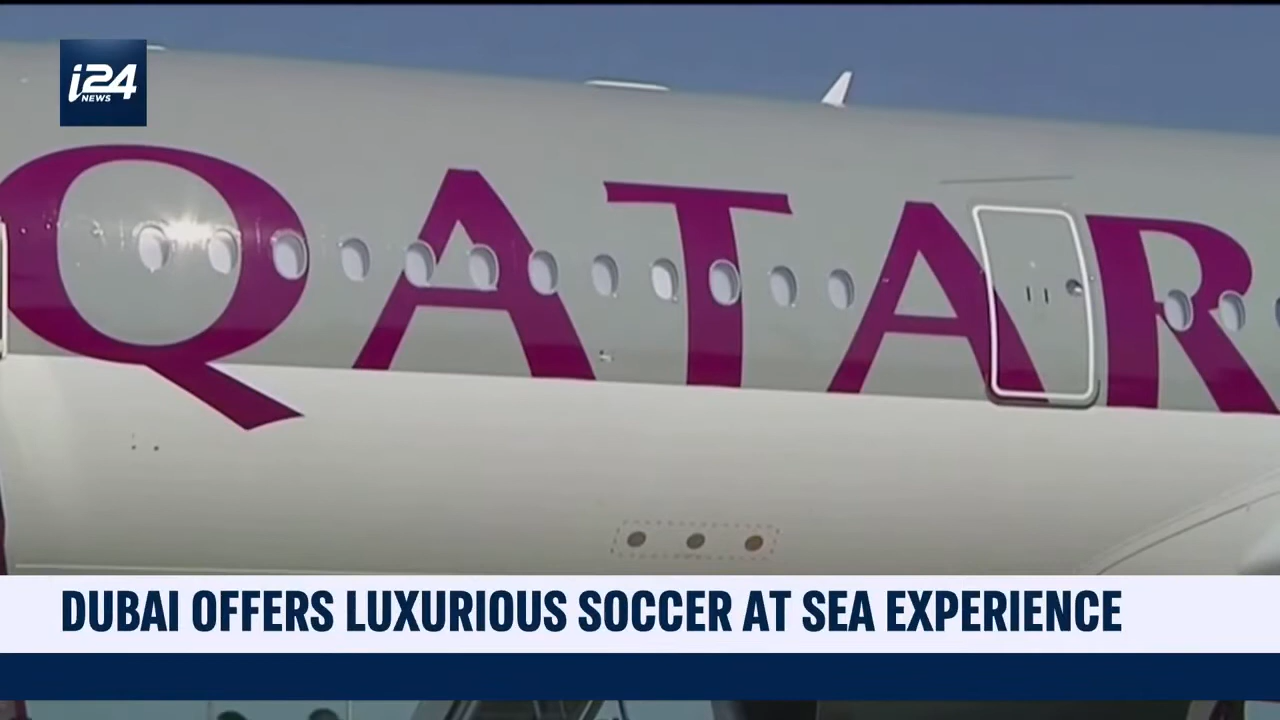 i24
NEWS
QATAR
DUBAI OFFERS LUXURIOUS SOCCER AT SEA EXPERIENCE